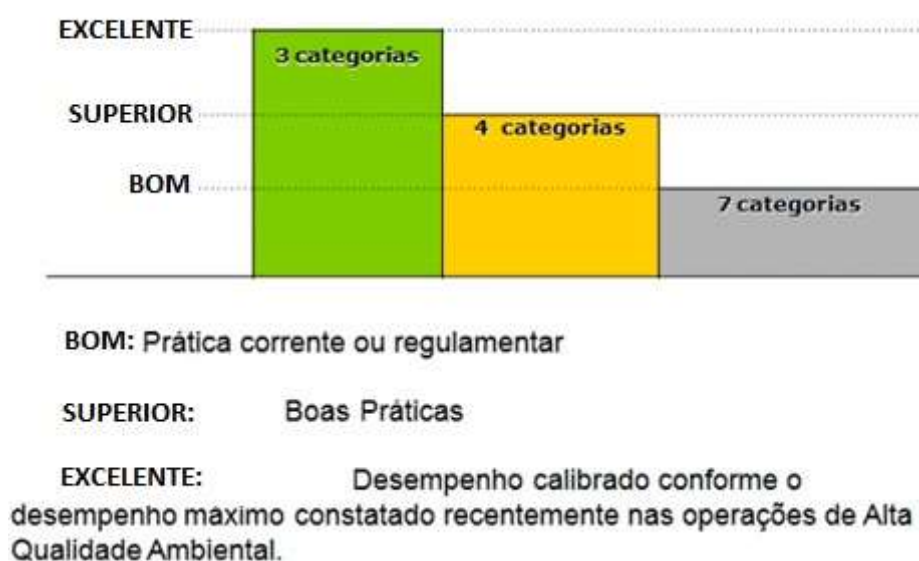 EXCELENTE
3 categorias
SUPERIOR
4 categorias
BOM
7 categorias
BOM: Prática corrente ou regulamentar
SUPERIOR: Boas Práticas
EXCELENTE: Desempenho calibrado conforme o
desempenho máximo constatado recentemente nas operações de Alta
Qualidade Ambiental.